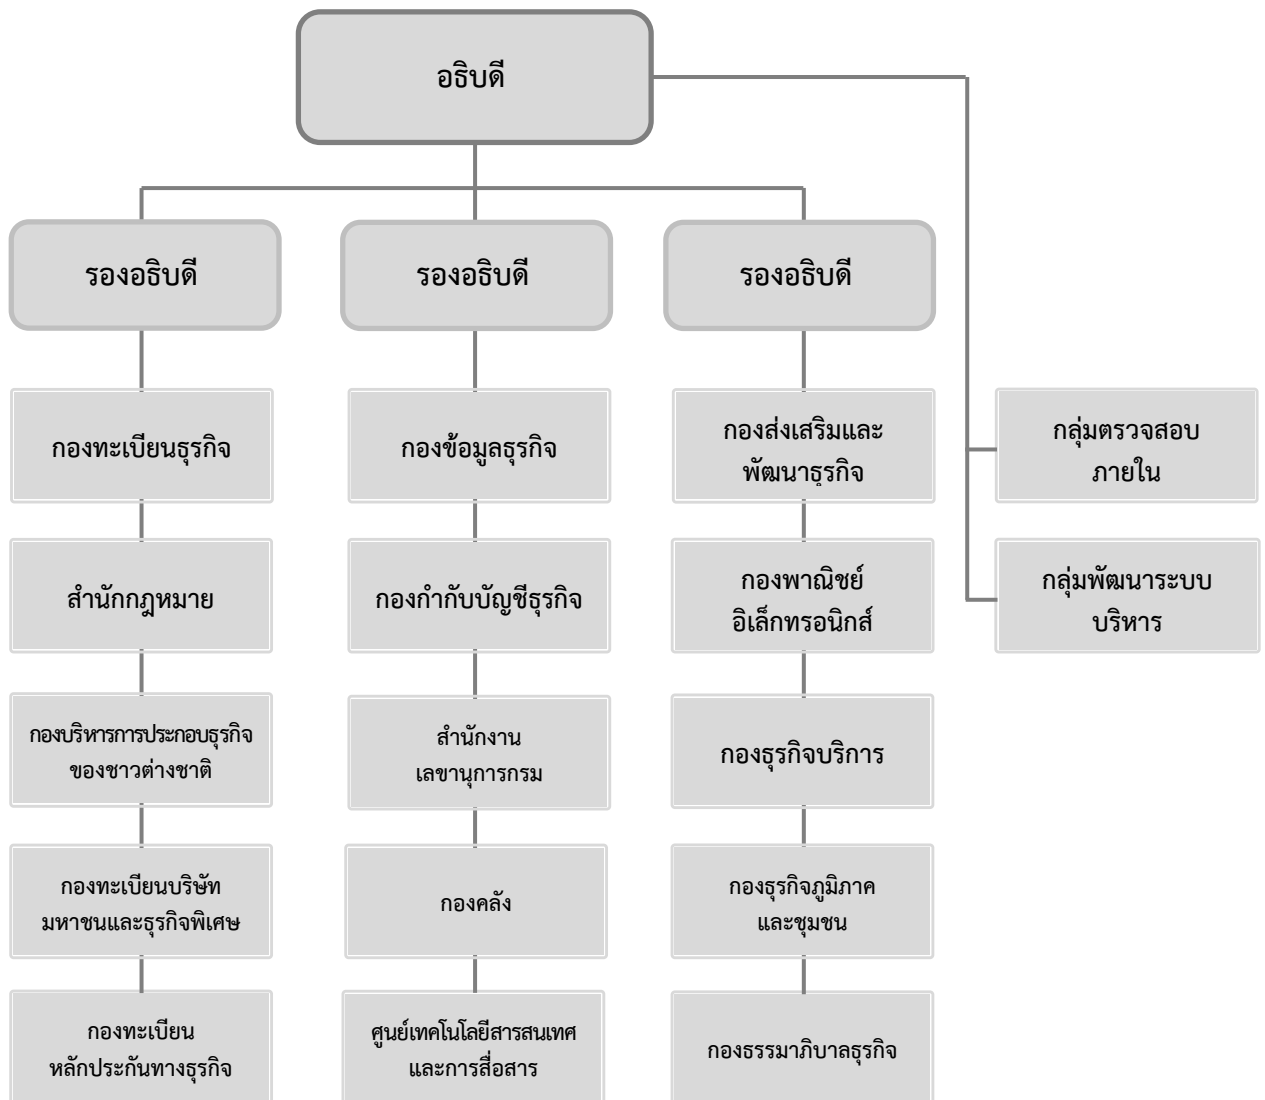 อธิบดี
รองอธิบดี
รองอธิบดี
รองอธิบดี
กองทะเบียนธุรกิจ
กองข้อมูลธุรกิจ
กองส่งเสริมและ
พัฒนาธุรกิจ
กลุ่มตรวจสอบ
ภายใน
สำนักกฎหมาย
กองกำกับบัญชีธุรกิจ
กองพาณิชย์
อิเล็กทรอนิกส์
กลุ่มพัฒนาระบบ
บริหาร
กองบริหารการประกอบธุรกิจ
ของชาวต่างชาติ
สำนักงาน
เลขานุการกรม
กองธุรกิจบริการ
กองทะเบียนบริษัท
มหาชนและธุรกิจพิเศษ
กองคลัง
กองธุรกิจภูมิภาค
และชุมชน
กองทะเบียน
หลักประกันทางธุรกิจ
ศูนย์เทคโนโลยีสารสนเทศ
และการสื่อสาร
กองธรรมาภิบาลธุรกิจ